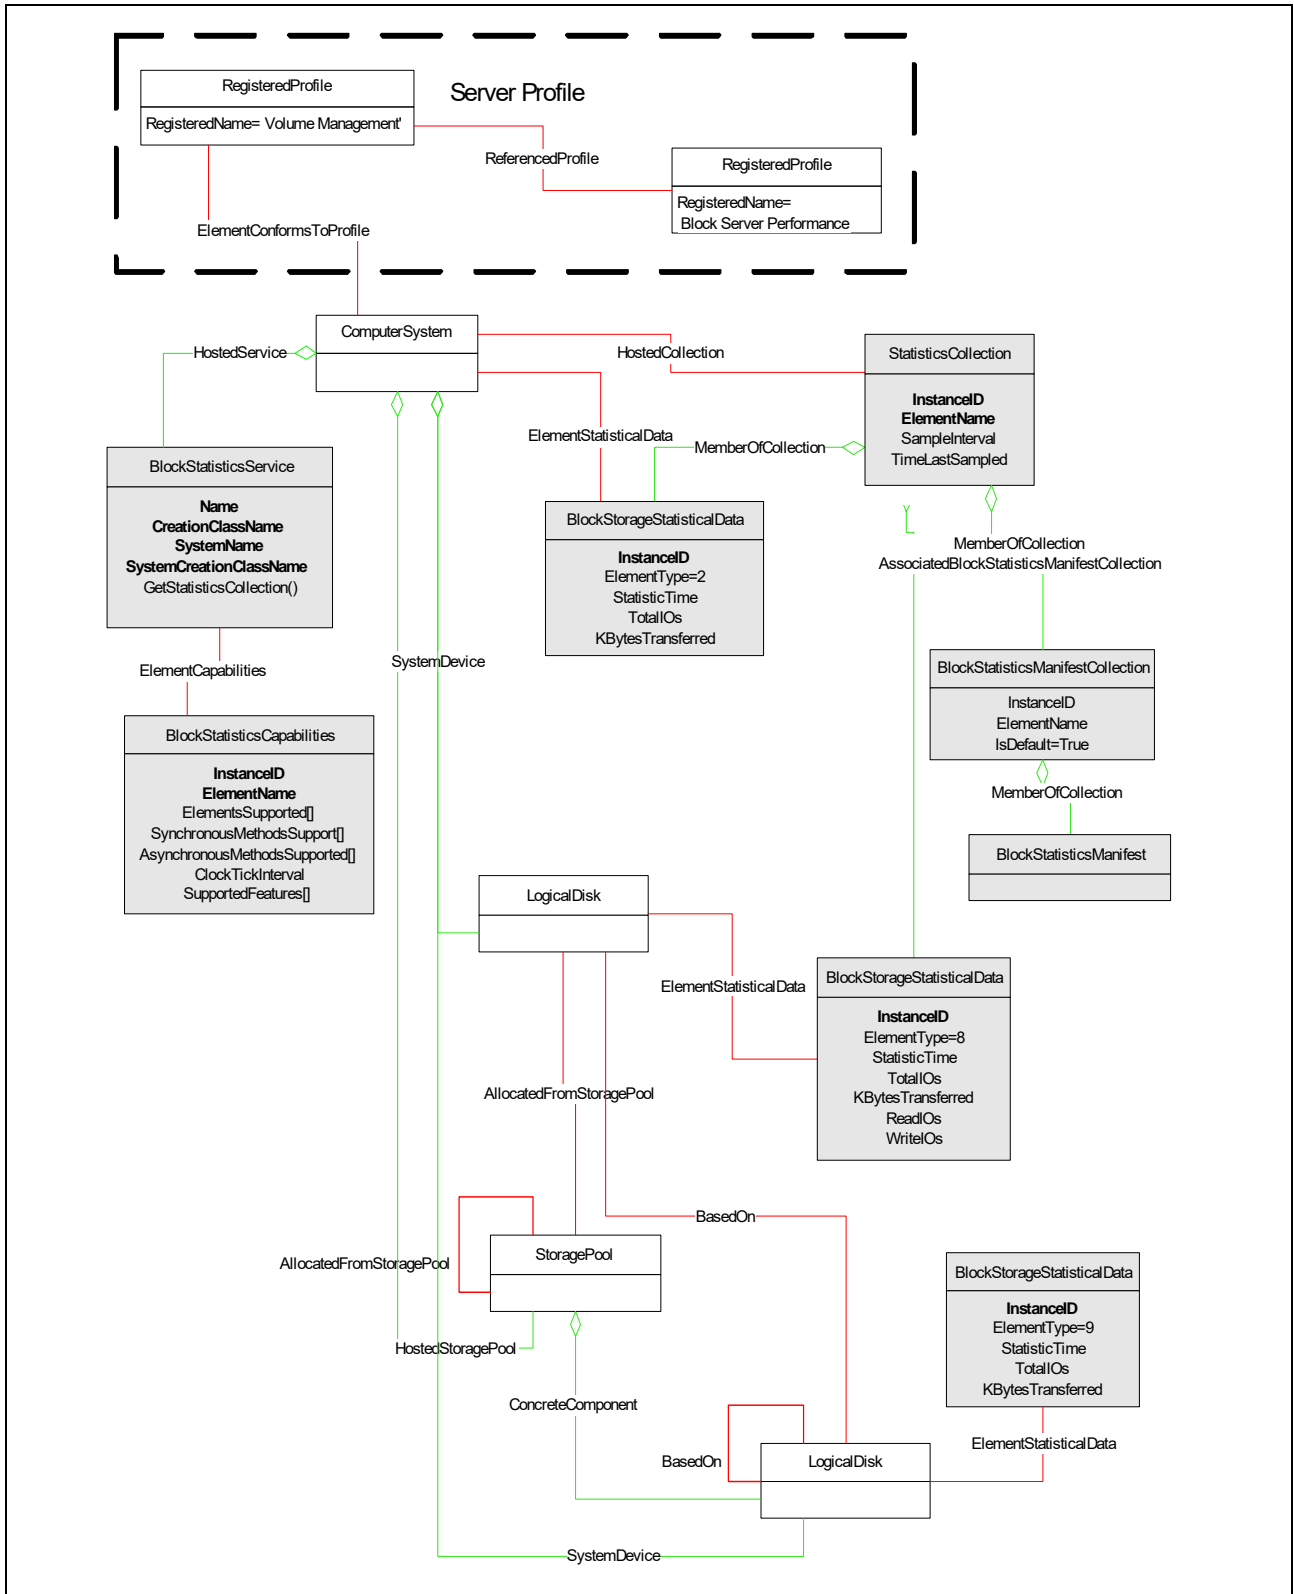 RegisteredProfile
RegisteredName= Volume Management'
Server Profile
ReferencedProfile
RegisteredProfile
RegisteredName=
Block Server Performance
ElementConformsToProfile
ComputerSystem
HostedService
HostedCollection
StatisticsCollection
InstanceID
ElementName
SampleInterval
TimeLastSampled
ElementStatisticalData
MemberOfCollection
BlockStatisticsService
Name
CreationClassName
SystemName
SystemCreationClassName
GetStatisticsCollection()
BlockStorageStatisticalData
InstanceID
ElementType=2
StatisticTime
TotalIOs
KBytesTransferred
MemberOfCollection
AssociatedBlockStatisticsManifestCollection
SystemDevice
ElementCapabilities
BlockStatisticsManifestCollection
InstanceID
ElementName
IsDefault=True
BlockStatisticsCapabilities
InstanceID
ElementName
ElementsSupported[]
SynchronousMethodsSupport[]
AsynchronousMethodsSupported[]
ClockTickInterval
SupportedFeatures[]
MemberOfCollection
BlockStatisticsManifest
LogicalDisk
ElementStatisticalData
BlockStorageStatisticalData
InstanceID
ElementType=8
StatisticTime
TotalIOs
KBytesTransferred
ReadIOs
WriteIOs
AllocatedFromStoragePool
BasedOn
StoragePool
AllocatedFromStoragePool
HostedStoragePool
BlockStorageStatisticalData
InstanceID
ElementType=9
StatisticTime
TotalIOs
KBytesTransferred
ConcreteComponent
ElementStatisticalData
BasedOn
LogicalDisk
SystemDevice